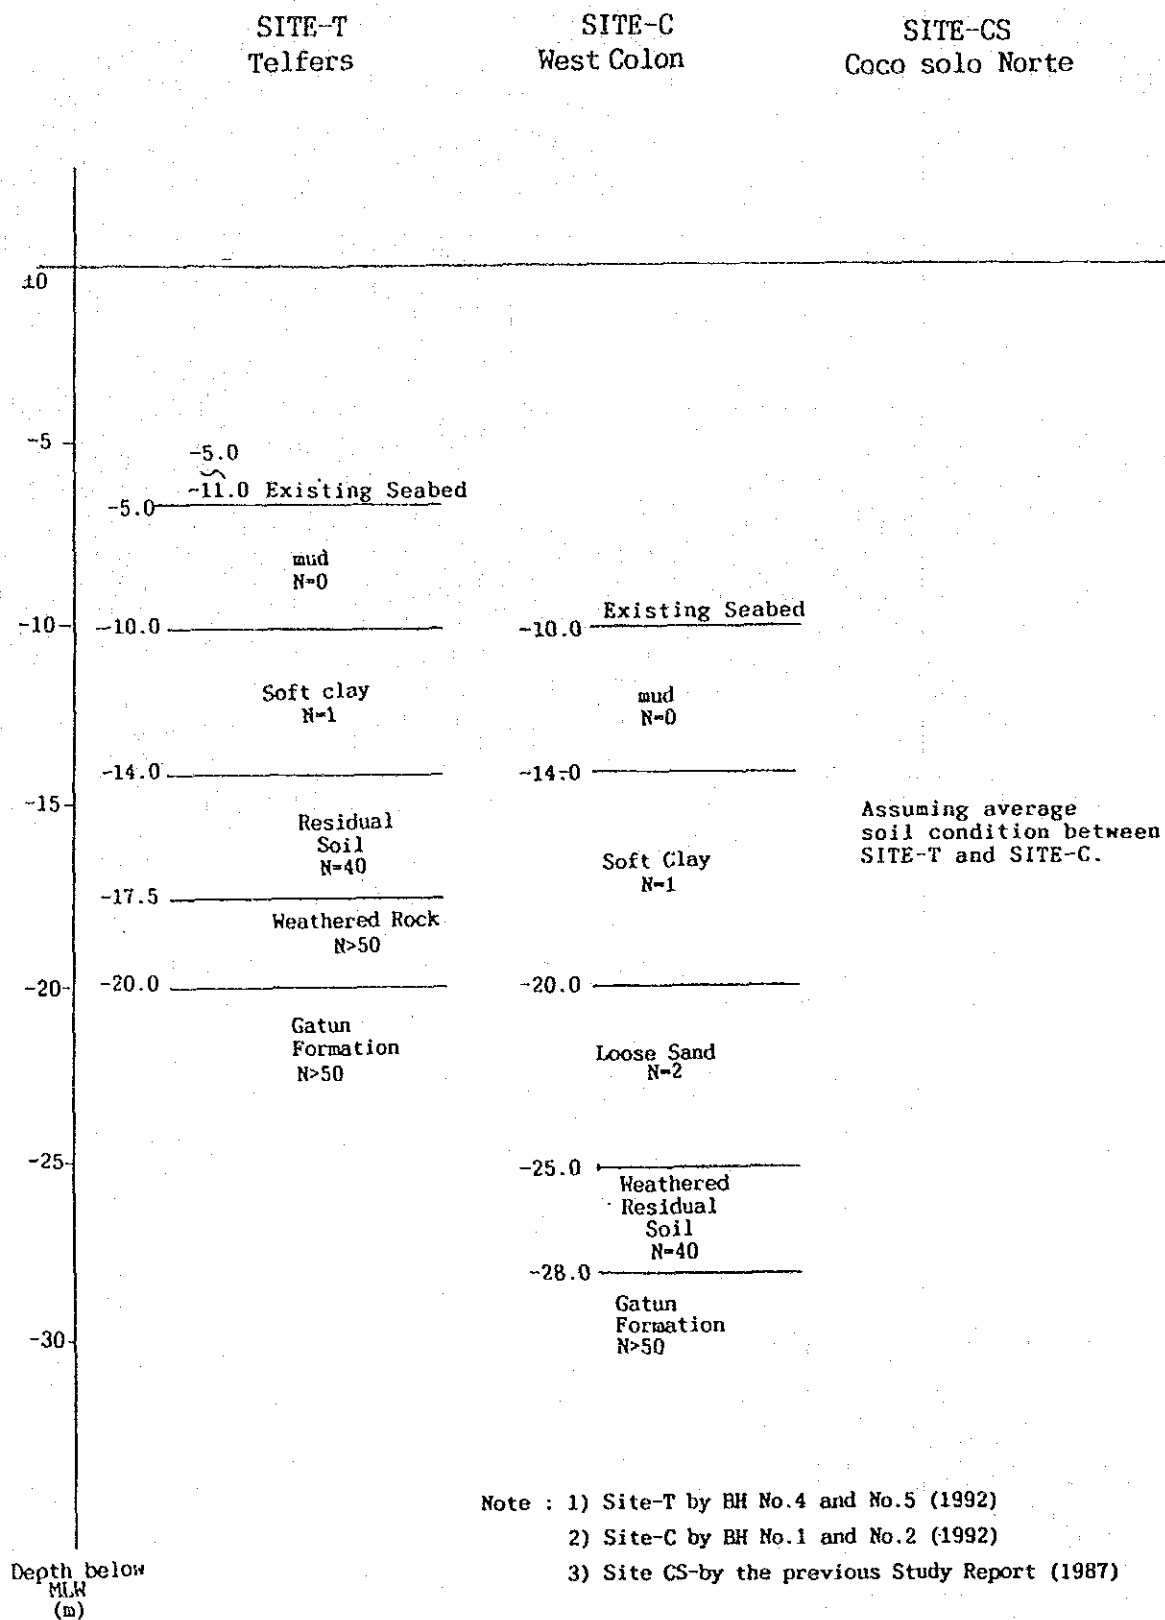 SITE-T
Telfers
SITE-C
West Colon
SITE-CS
Coco solo Norte
±0
-5
-10
-15
-20
-25
-30
Depth below
MLW
(m)
-5.0
~
-11.0 Existing Seabed
-5.0
mud
N=0
-10.0
Soft clay
N=1
-14.0
Residual
Soil
N=40
-17.5
Weathered Rock
N>50
-20.0
Gatun
Formation
N>50
Existing Seabed
-10.0
mud
N=0
-14.0
Soft Clay
N=1
-20.0
Loose Sand
N=2
-25.0
Weathered
Residual
Soil
N=40
-28.0
Gatun
Formation
N>50
Assuming average
soil condition between
SITE-T and SITE-C.
Note : 1) Site-T by BH No.4 and No.5 (1992)
2) Site-C by BH No.1 and No.2 (1992)
3) Site CS-by the previous Study Report (1987)